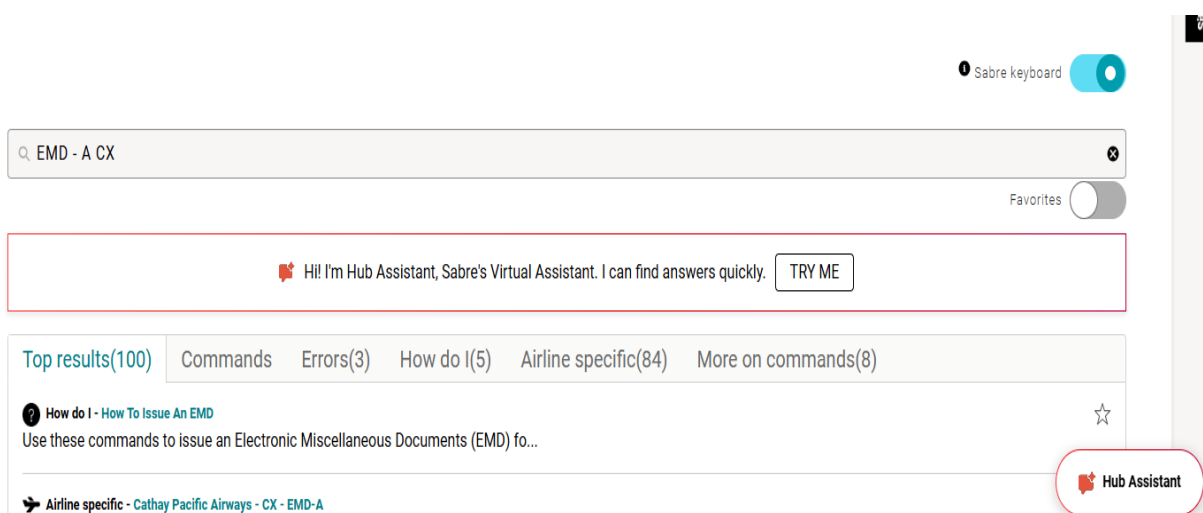 Sabre keyboard
EMD - A CX
Favorites
Hi! I'm Hub Assistant, Sabre's Virtual Assistant. I can find answers quickly. TRY ME
Top results(100) Commands Errors(3) How do I(5) Airline specific(84) More on commands(8)
How do I - How To Issue An EMD
Use these commands to issue an Electronic Miscellaneous Documents (EMD) fo...
Hub Assistant
Airline specific - Cathay Pacific Airways - CX - EMD-A